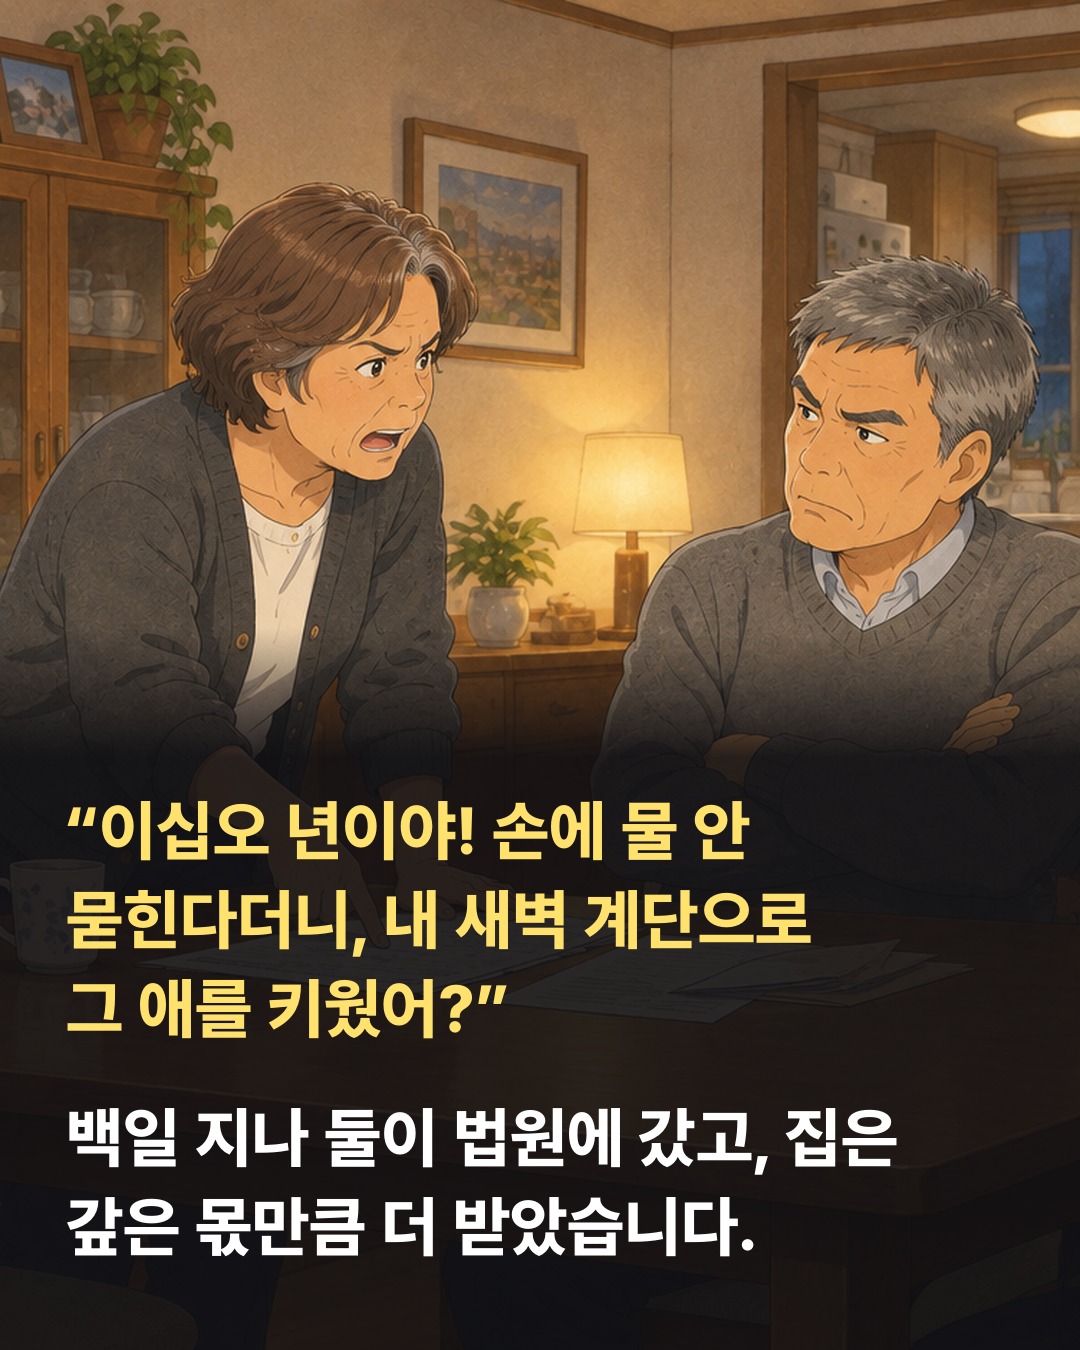 “이십오 년이야! 손에 물 안
묻힌다더니, 내 새벽 계단으로
그 애를 키웠어?”
백일 지나 둘이 법원에 갔고, 집은
갚은 몫만큼 더 받았습니다.